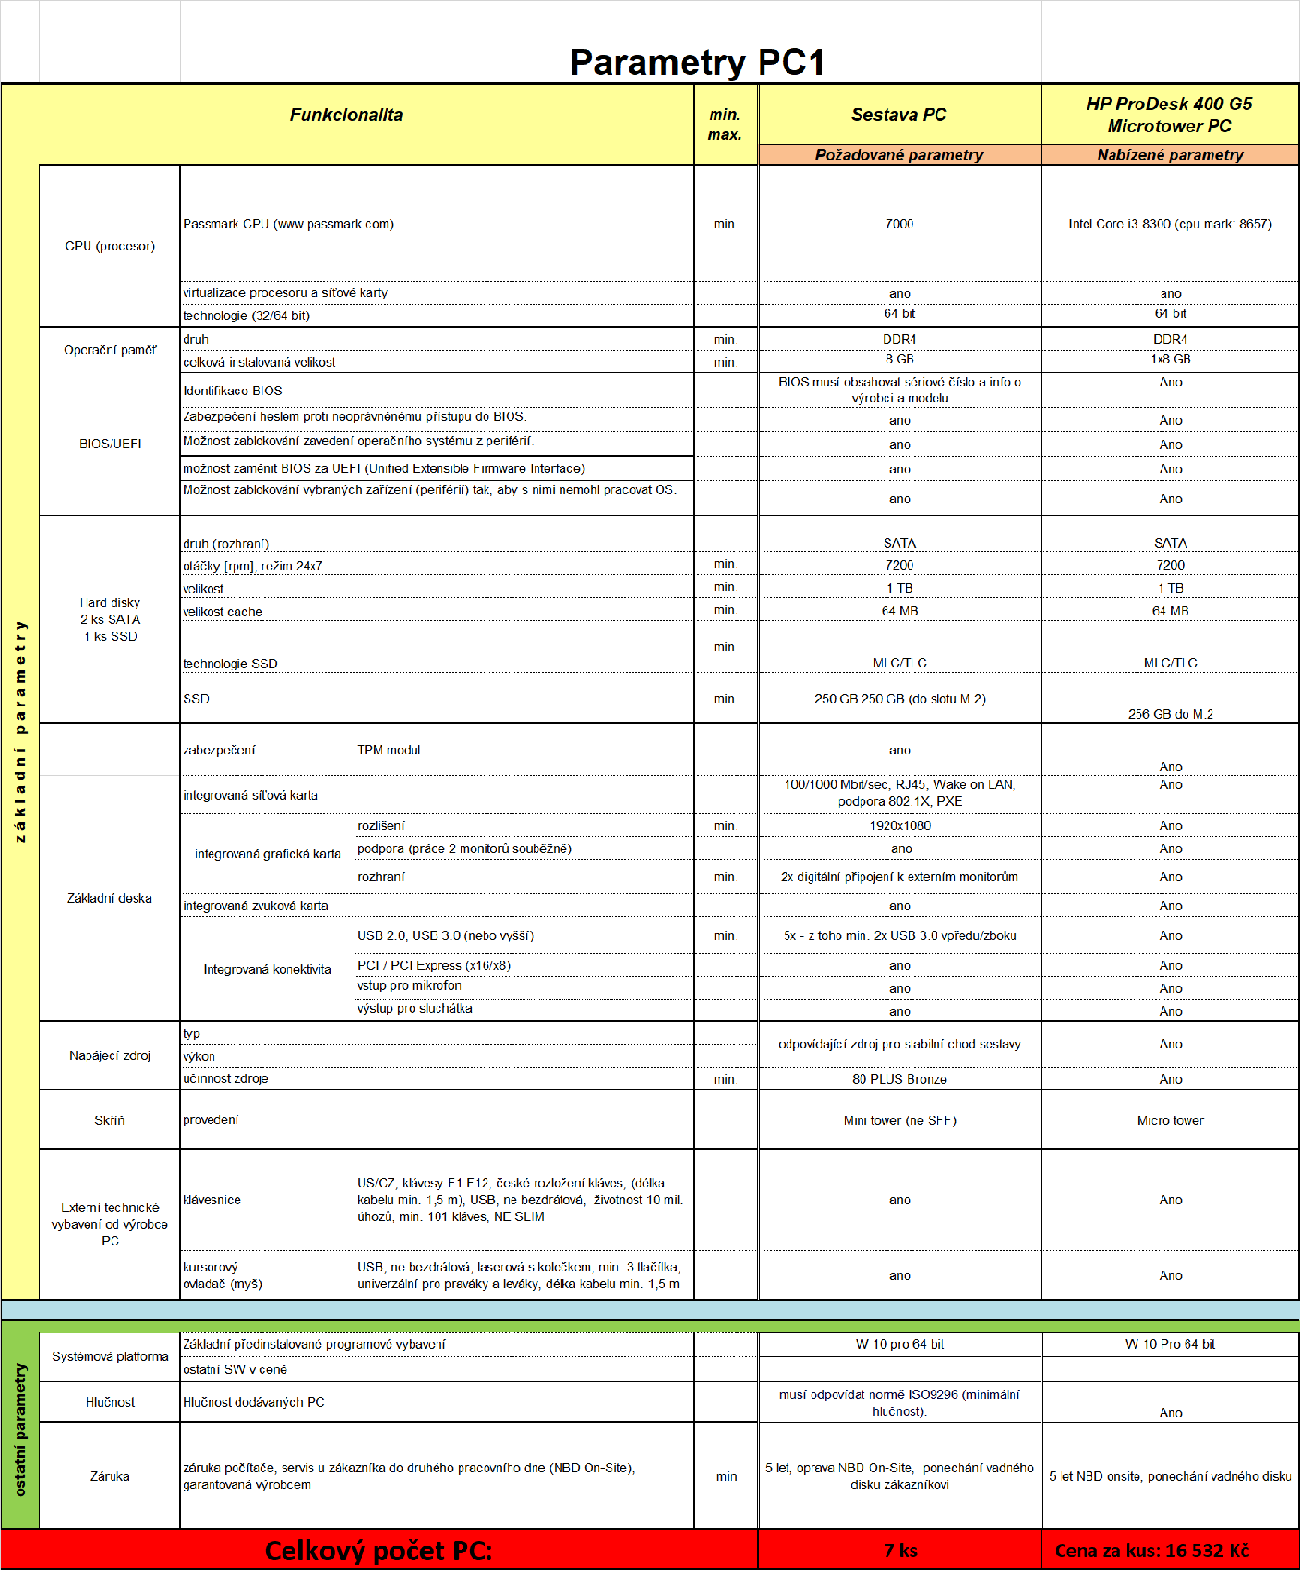 Parametry PC1
Funkcionalita
min.
max.
Sestava PC
HP ProDesk 400 G5
Microtower PC
Požadované parametry
Nabízené parametry
základní parametry
CPU (procesor)
Passmark CPU (www.passmark.com)
min
7000
Intel Core i3-8300 (cpu mark: 8657)
virtualizace procesoru a síťové karty
ano
ano
technologie (32/64 bit)
64 bit
64 bit
Operační paměť
druh
min.
DDR4
DDR4
celková instalovaná velikost
min.
8 GB
1x8 GB
BIOS/UEFI
Identifikace BIOS
BIOS musí obsahovat sériové číslo a info o
výrobci a modelu
Ano
Zabezpečení heslem proti neoprávněnému přístupu do BIOS.
ano
Ano
Možnost zablokování zavedení operačního systému z periférií.
ano
Ano
možnost zaměnit BIOS za UEFI (Unified Extensible Firmware Interface)
ano
Ano
Možnost zablokování vybraných zařízení (periférií) tak, aby s nimi nemohl pracovat OS.
ano
Ano
Hard disky
2 ks SATA
1 ks SSD
druh (rozhraní)
SATA
SATA
otáčky [rpm], režim 24x7
min.
7200
7200
velikost
min.
1 TB
1 TB
velikost cache
min.
64 MB
64 MB
technologie SSD
min
MLC/TLC
MLC/TLC
SSD
min
250 GB 250 GB (do slotu M.2)
256 GB do M.2
zabezpečení
TPM modul
ano
Ano
Základní deska
integrovaná síťová karta
100/1000 Mbit/sec, RJ45, Wake on LAN,
podpora 802.1X, PXE
Ano
integrovaná grafická karta
rozlišení
min.
1920x1080
Ano
podpora (práce 2 monitorů souběžně)
ano
Ano
rozhraní
min.
2x digitální připojení k externím monitorům
Ano
integrovaná zvuková karta
ano
Ano
Integrovaná konektivita
USB 2.0, USB 3.0 (nebo vyšší)
min.
5x - z toho min. 2x USB 3.0 vpředu/zboku
Ano
PCI / PCI Express (x16/x8)
ano
Ano
vstup pro mikrofon
ano
Ano
výstup pro sluchátka
ano
Ano
Napájecí zdroj
typ
výkon
odpovídající zdroj pro stabilní chod sestavy
Ano
učinnost zdroje
min.
80 PLUS Bronze
Ano
Skříň
provedení
Mini tower (ne SFF)
Micro tower
Externí technické
vybavení od výrobce
PC
klávesnice
US/CZ, klávesy F1-F12, české rozložení kláves, (délka
kabelu min. 1,5 m), USB, ne bezdrátová, životnost 10 mil.
úhozů, min. 101 kláves, NE SLIM
ano
Ano
kursorový
ovladač (myš)
USB, ne bezdrátová, laserová s kolečkem, min. 3 tlačítka,
univerzální pro praváky a leváky, délka kabelu min. 1,5 m
ano
Ano
ostatní parametry
Systémová platforma
Základní předinstalované programové vybavení
W 10 pro 64 bit
W 10 Pro 64 bit
ostatní SW v ceně
Hlučnost
Hlučnost dodávaných PC
musí odpovídat normě ISO9296 (minimální
hlučnost).
Ano
Záruka
záruka počítače, servis u zákazníka do druhého pracovního dne (NBD On-Site),
garantovaná výrobcem
min
5 let, oprava NBD On-Site, ponechání vadného
disku zákazníkovi
5 let NBD onsite, ponechání vadného disku
Celkový počet PC:
7 ks
Cena za kus: 16 532 Kč